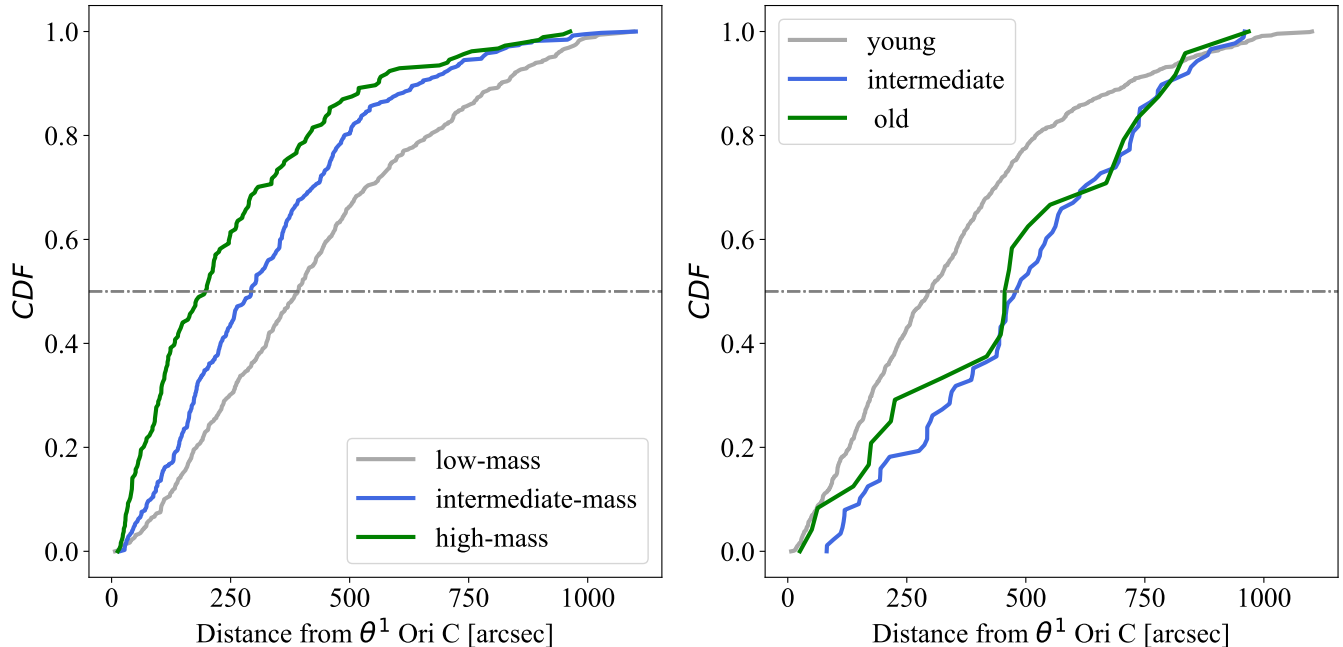 CDF
1.0
0.8
0.6
0.4
0.2
0.0
0 250 500 750 1000
Distance from θ¹ Ori C [arcsec]
low-mass
intermediate-mass
high-mass
CDF
1.0
0.8
0.6
0.4
0.2
0.0
0 250 500 750 1000
Distance from θ¹ Ori C [arcsec]
young
intermediate
old